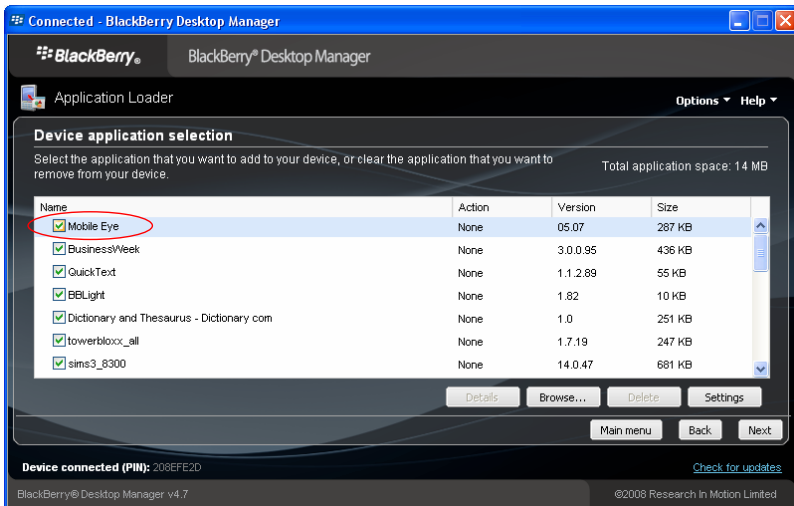 Connected - BlackBerry Desktop Manager
BlackBerry® BlackBerry® Desktop Manager
Application Loader Options Help
Device application selection
Select the application that you want to add to your device, or clear the application that you want to
remove from your device.
Total application space: 14 MB
Name Action Version Size
Mobile Eye None 05.07 287 KB
BusinessWeek None 3.0.0.95 436 KB
QuickText None 1.1.2.89 55 KB
BBLight None 1.82 10 KB
Dictionary and Thesaurus - Dictionary com None 1.0 251 KB
towerbloxx_all None 1.7.19 247 KB
sims3_8300 None 14.0.47 681 KB
Details Browse... Delete Settings
Main menu Back Next
Device connected (PIN): 208EFE2D Check for updates
BlackBerry® Desktop Manager v4.7 ©2008 Research In Motion Limited